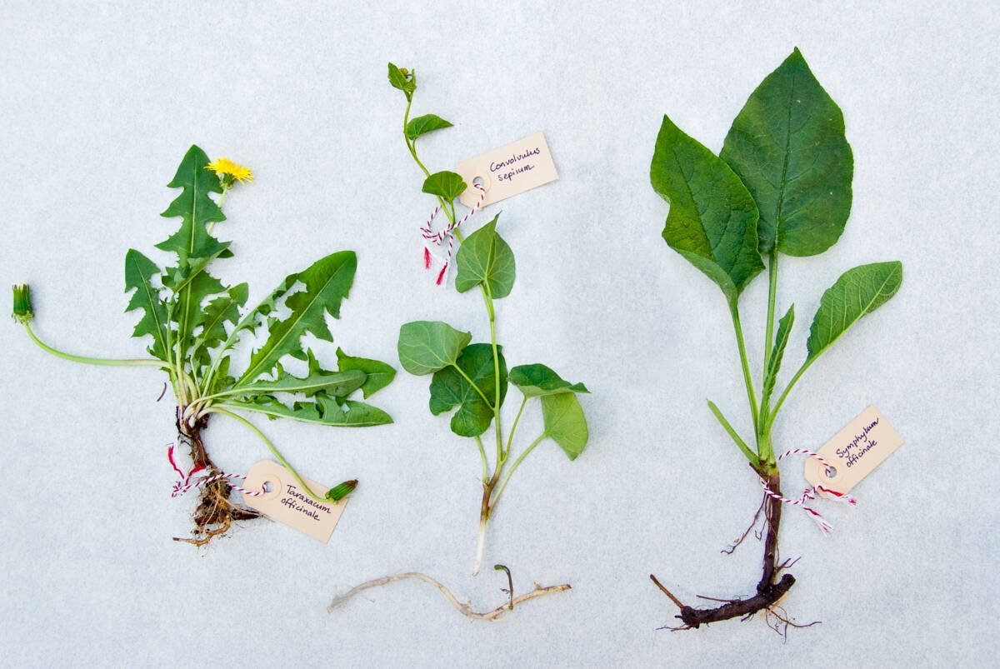 Taraxacum
officinale
Convolvulus
sepium
Symphytum
officinale